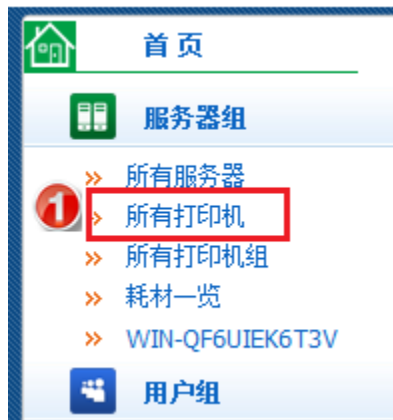 首页
服务器组
» 所有服务器
1
» 所有打印机
» 所有打印机组
» 耗材一览
» WIN-QF6UIEK6T3V
用户组